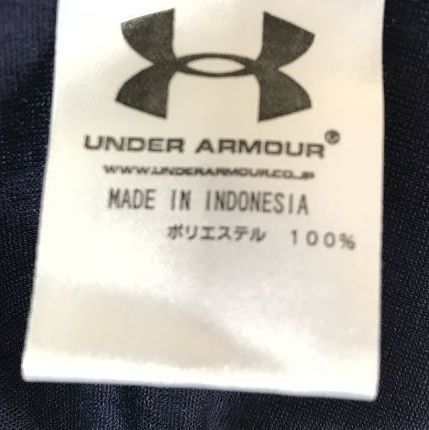 UNDER ARMOUR®
WWW.UNDERARMOUR.CO.JP
MADE IN INDONESIA
ポリエステル 100%